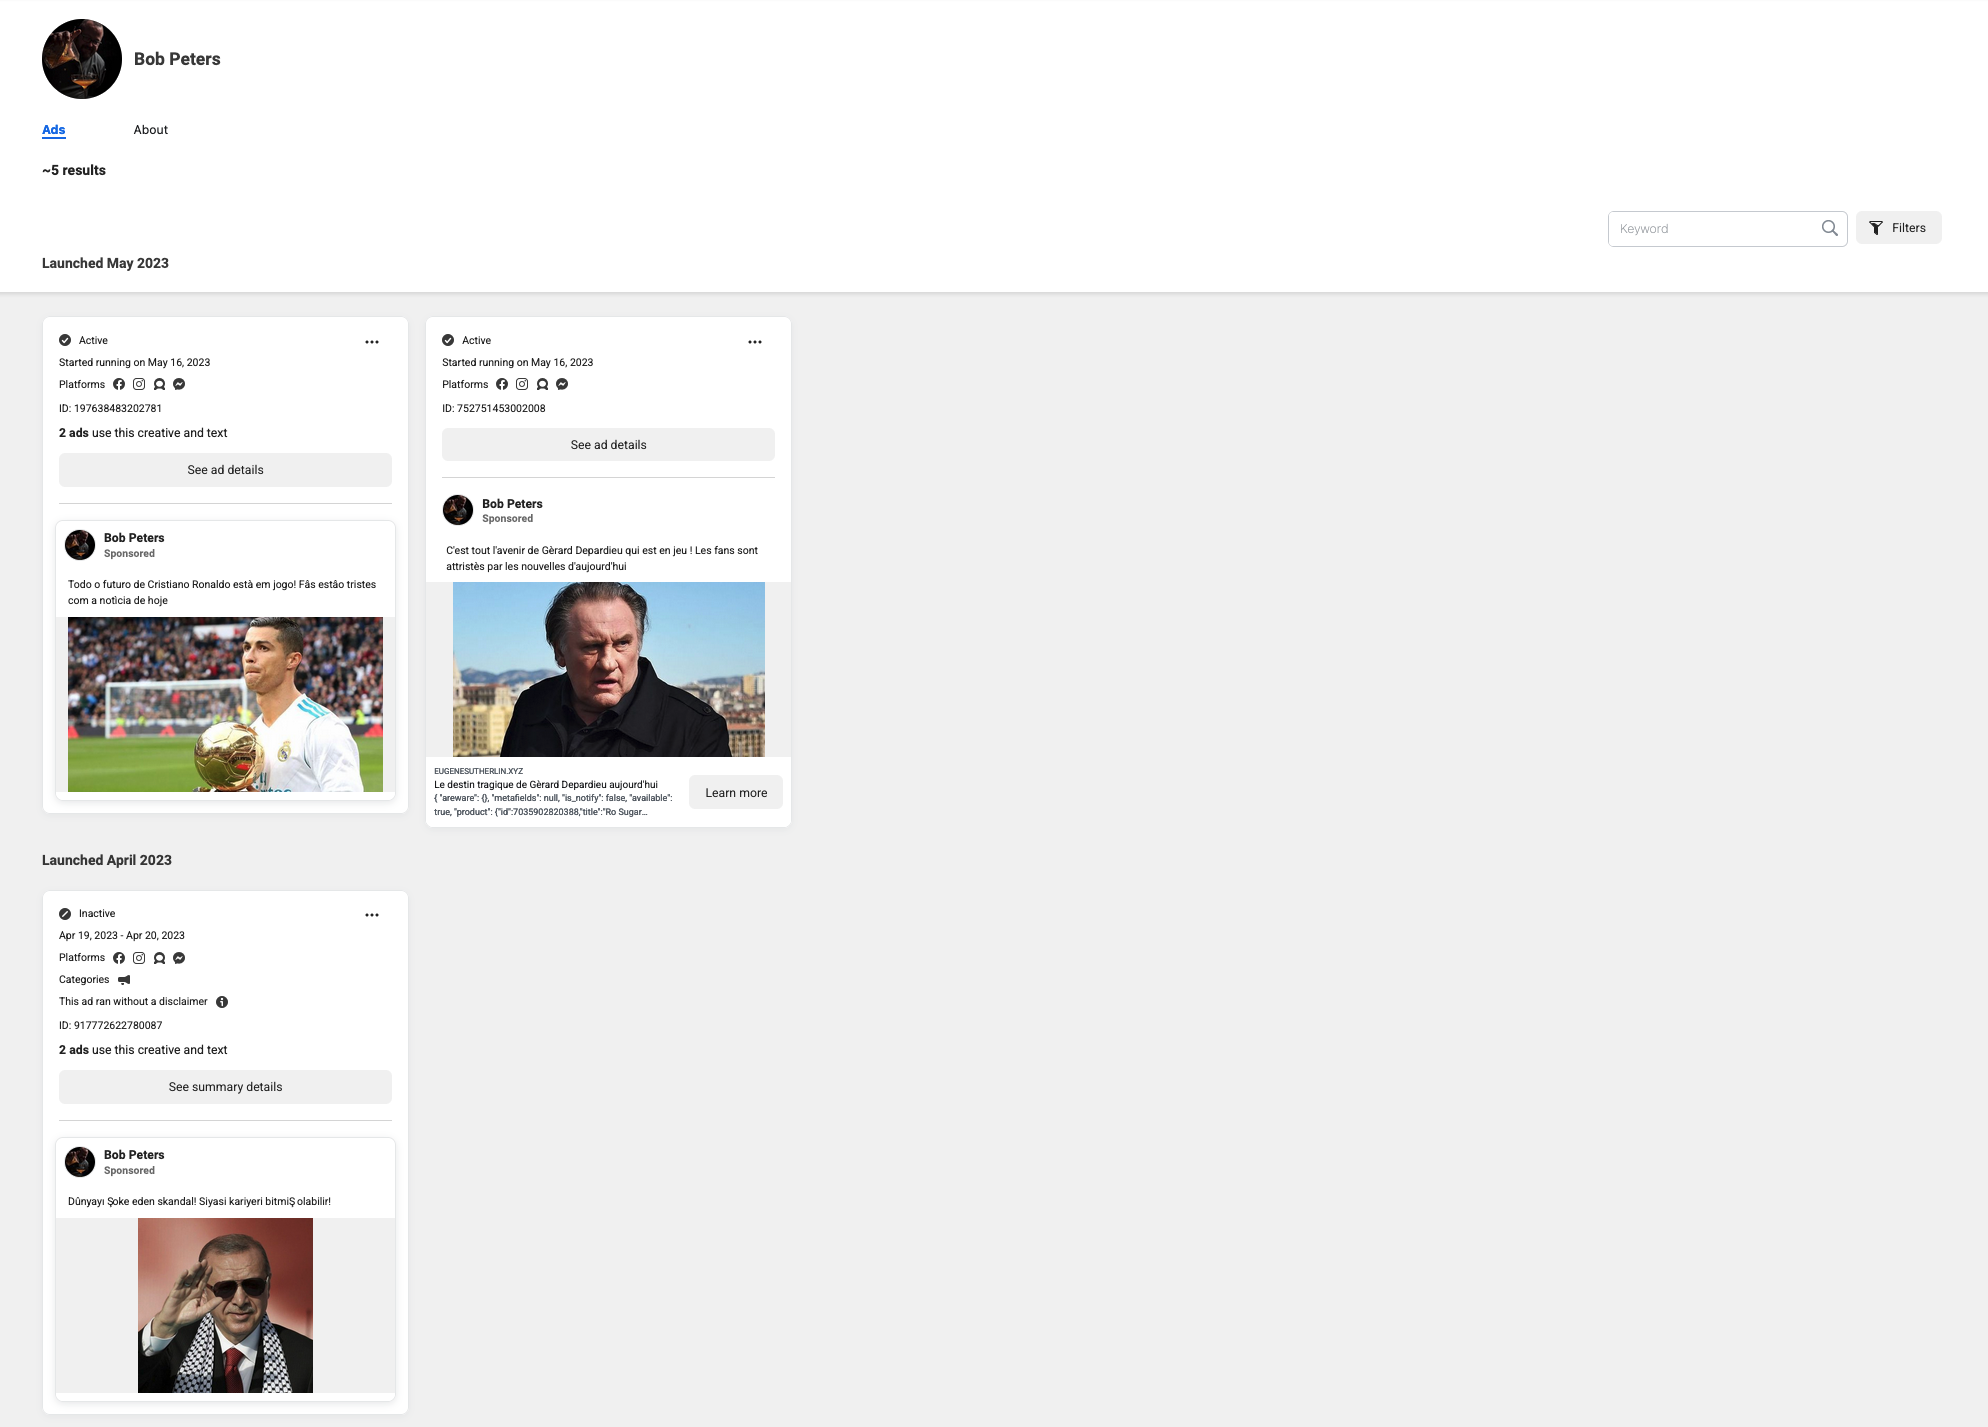 Bob Peters
Ads
About
~5 results
Keyword
Filters
Launched May 2023
Active
Started running on May 16, 2023
Platforms
ID: 197638483202781
2 ads use this creative and text
See ad details
Bob Peters
Sponsored
Todo o futuro de Cristiano Ronaldo està em jogo! Fâs estâo tristes
com a notìcia de hoje
Active
Started running on May 16, 2023
Platforms
ID: 752751453002008
See ad details
Bob Peters
Sponsored
C'est tout l'avenir de Gèrard Depardieu qui est en jeu ! Les fans sont
attristès par les nouvelles d'aujourd'hui
EUGENESUTHERLIN.XYZ
Le destin tragique de Gèrard Depardieu aujourd'hui
{ "areware": {}, "metafields": null, "is_notify": false, "available":
true, "product": {"id":7035902820388,"title":"Ro Sugar...
Learn more
Launched April 2023
Inactive
Apr 19, 2023 - Apr 20, 2023
Platforms
Categories
This ad ran without a disclaimer
ID: 917772622780087
2 ads use this creative and text
See summary details
Bob Peters
Sponsored
Dûnyayı Şoke eden skandal! Siyasi kariyeri bitmiŞ olabilir!